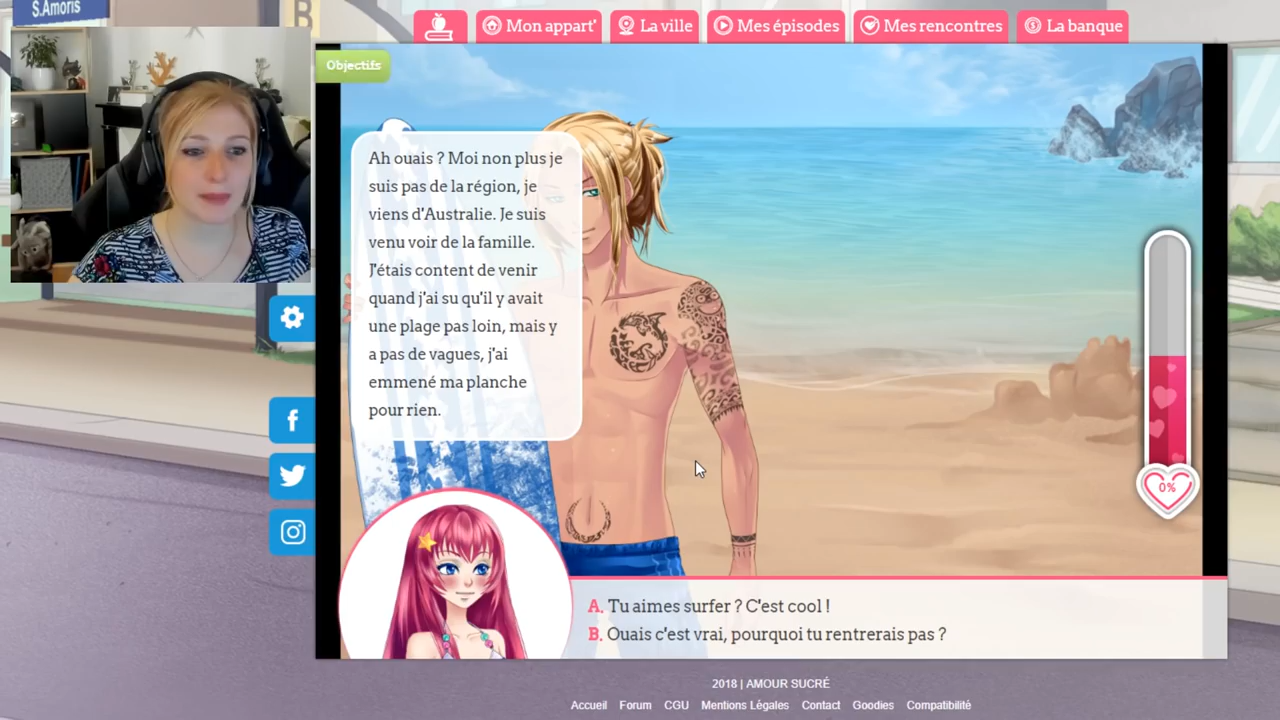 S.Amoris
B
Mon appart'
La ville
Mes épisodes
Mes rencontres
La banque
Objectifs
Ah ouais ? Moi non plus je
suis pas de la région, je
viens d'Australie. Je suis
venu voir de la famille.
J'étais content de venir
quand j'ai su qu'il y avait
une plage pas loin, mais y
a pas de vagues, j'ai
emmené ma planche
pour rien.
0%
A. Tu aimes surfer ? C'est cool !
B. Ouais c'est vrai, pourquoi tu rentrerais pas ?
2018 | AMOUR SUCRÉ
Accueil Forum CGU Mentions Légales Contact Goodies Compatibilité